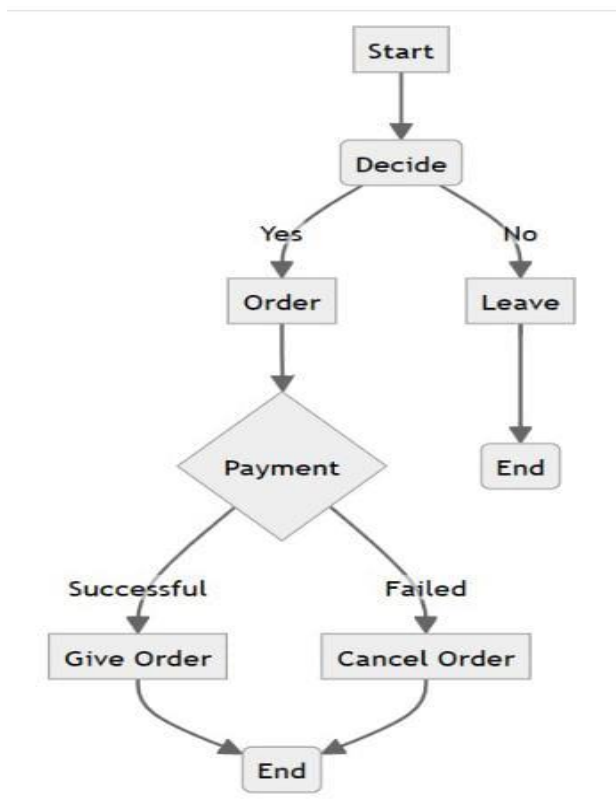 Start
Decide
Yes
No
Order
Leave
Payment
End
Successful
Failed
Give Order
Cancel Order
End